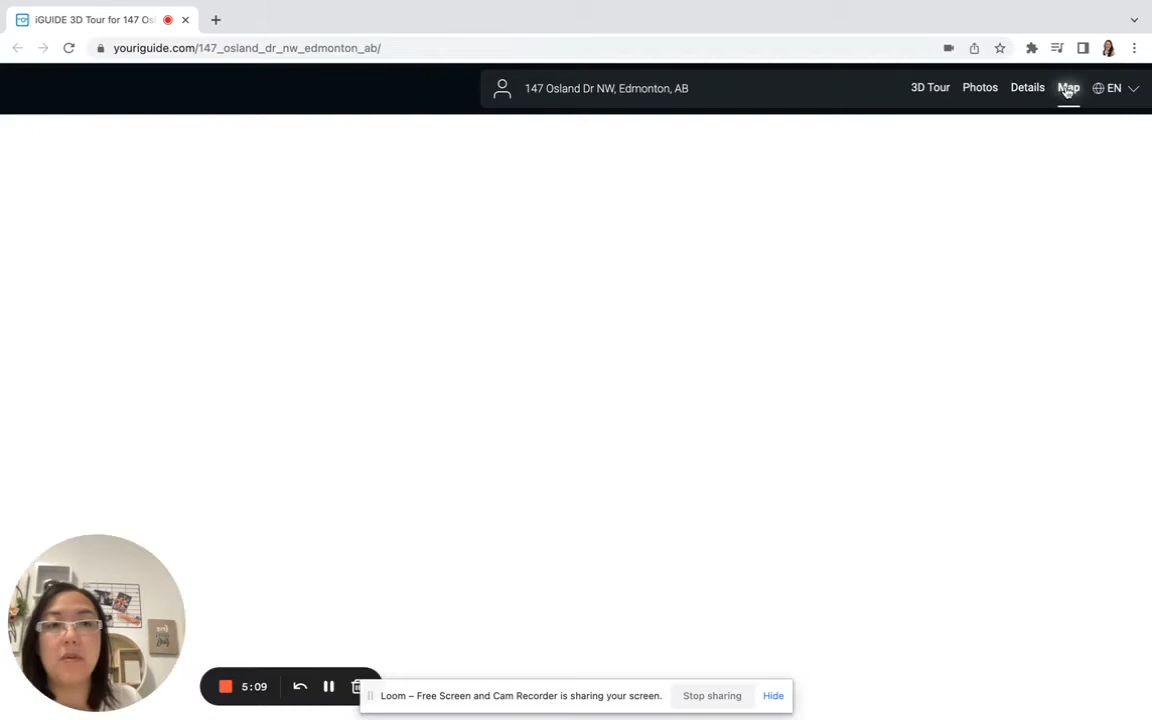 iGUIDE 3D Tour for 147 Osl
youriguide.com/147_osland_dr_nw_edmonton_ab/
147 Osland Dr NW, Edmonton, AB
3D Tour Photos Details Map EN
5:09
Loom – Free Screen and Cam Recorder is sharing your screen. Stop sharing Hide